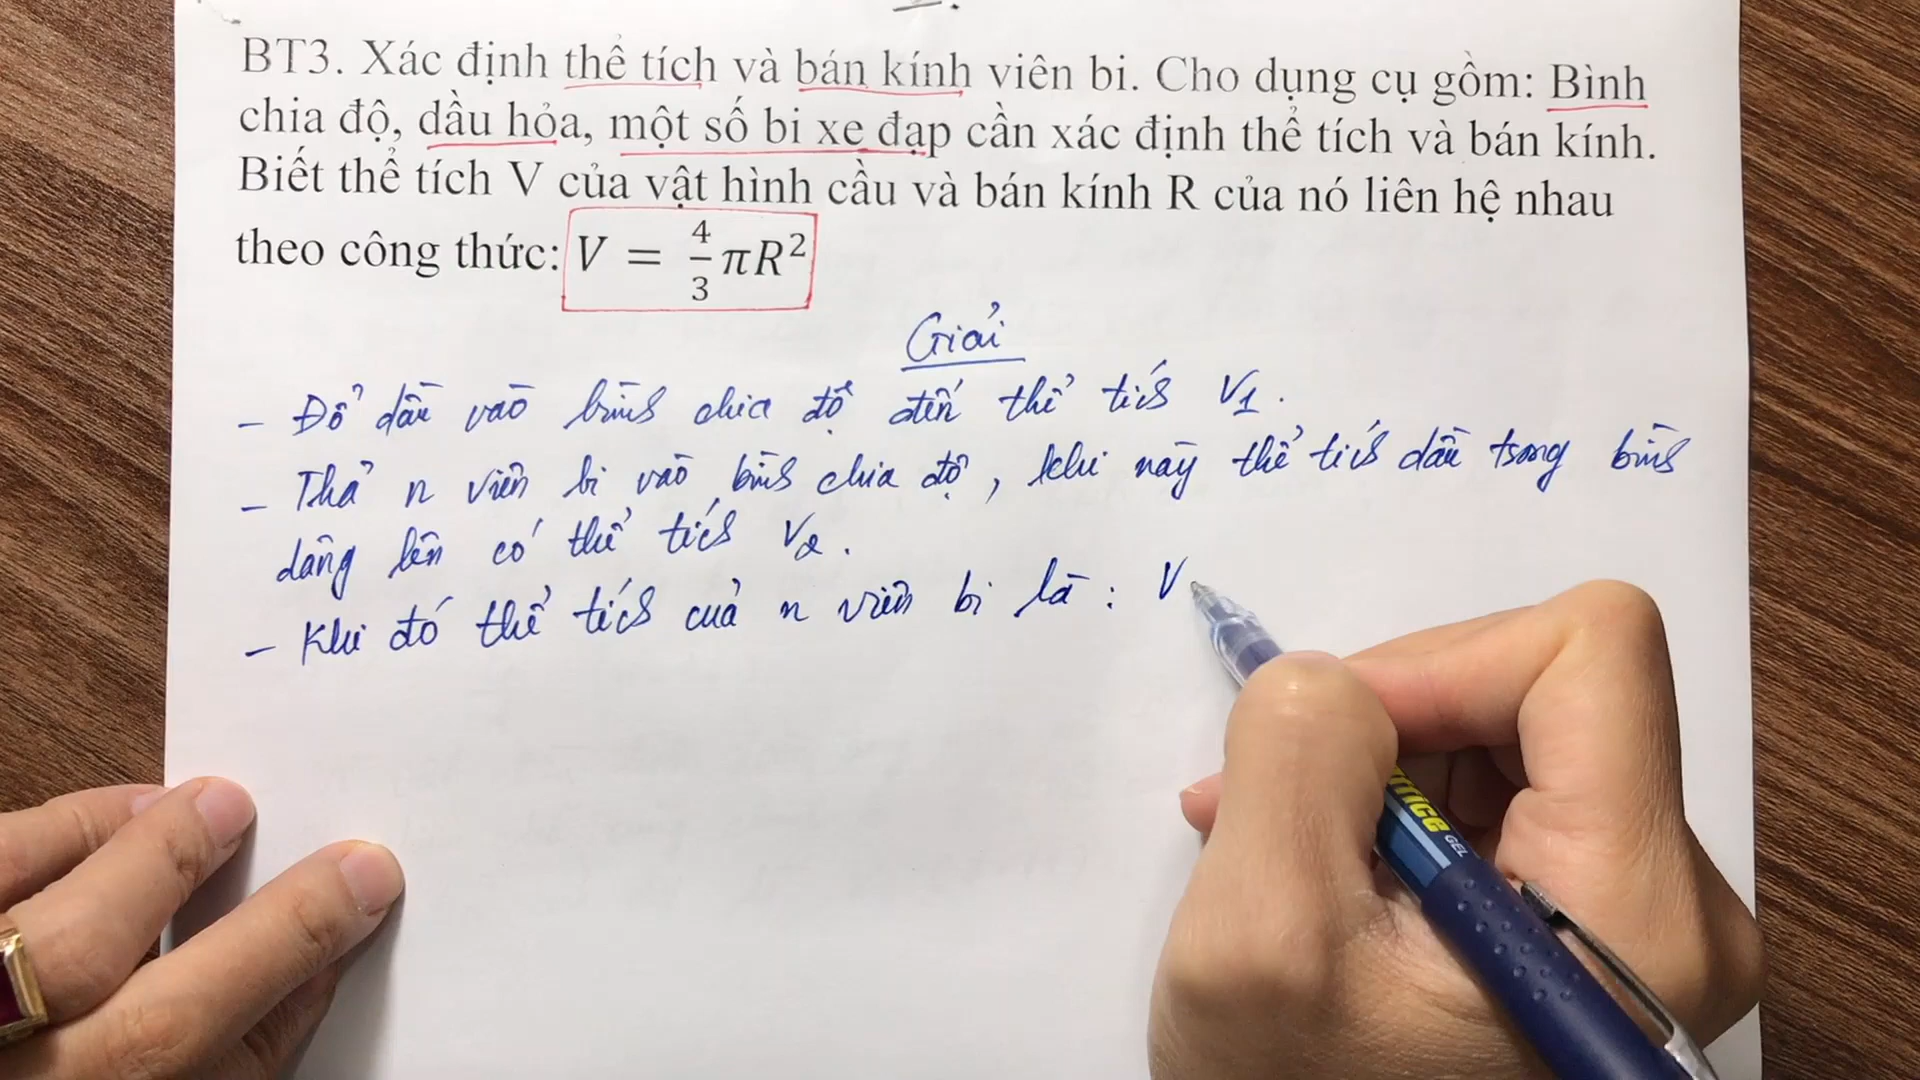 BT3. Xác định thể tích và bán kính viên bi. Cho dụng cụ gồm: Bình
chia độ, dầu hỏa, một số bi xe đạp cần xác định thể tích và bán kính.
Biết thể tích V của vật hình cầu và bán kính R của nó liên hệ nhau
theo công thức: V = 4/3 πR²
Giải
- Đổ dầu vào bình chia độ đến thể tích V₁.
- Thả n viên bi vào bình chia độ, khi này thể tích dầu trong bình
dâng lên có thể tích V₂.
- Khi đó thể tích của n viên bi là: V
office GEL